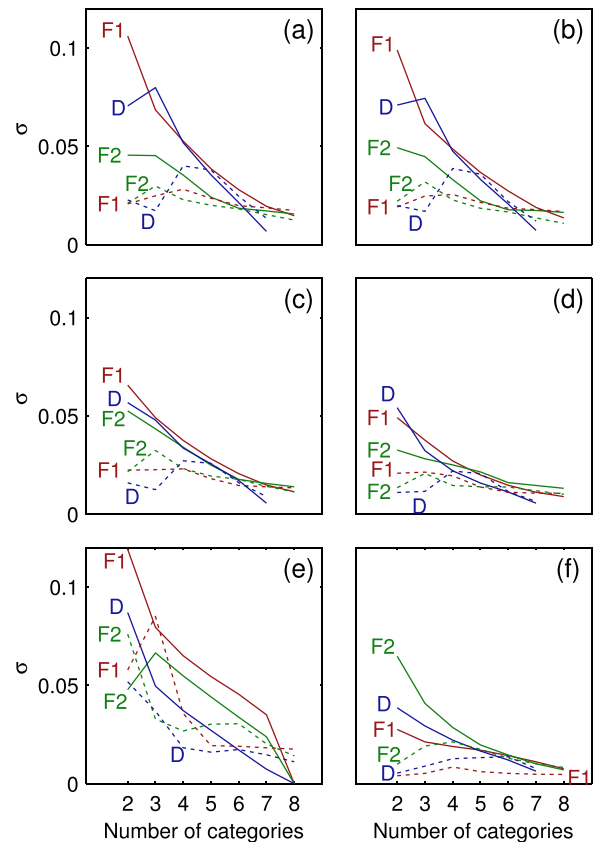 (a)
F1
0.1
D
σ
0.05
F2
F2
F1
D
0
(b)
F1
D
F2
F2
F1
D
(c)
0.1
F1
D
σ
F2
0.05
F2
F1
D
0
(d)
D
F1
F2
F1
F2
D
(e)
F1
0.1
D
F2
σ
F1
F2
0.05
D
0
2 3 4 5 6 7 8
Number of categories
(f)
F2
D
F1
F2
D
F1
2 3 4 5 6 7 8
Number of categories